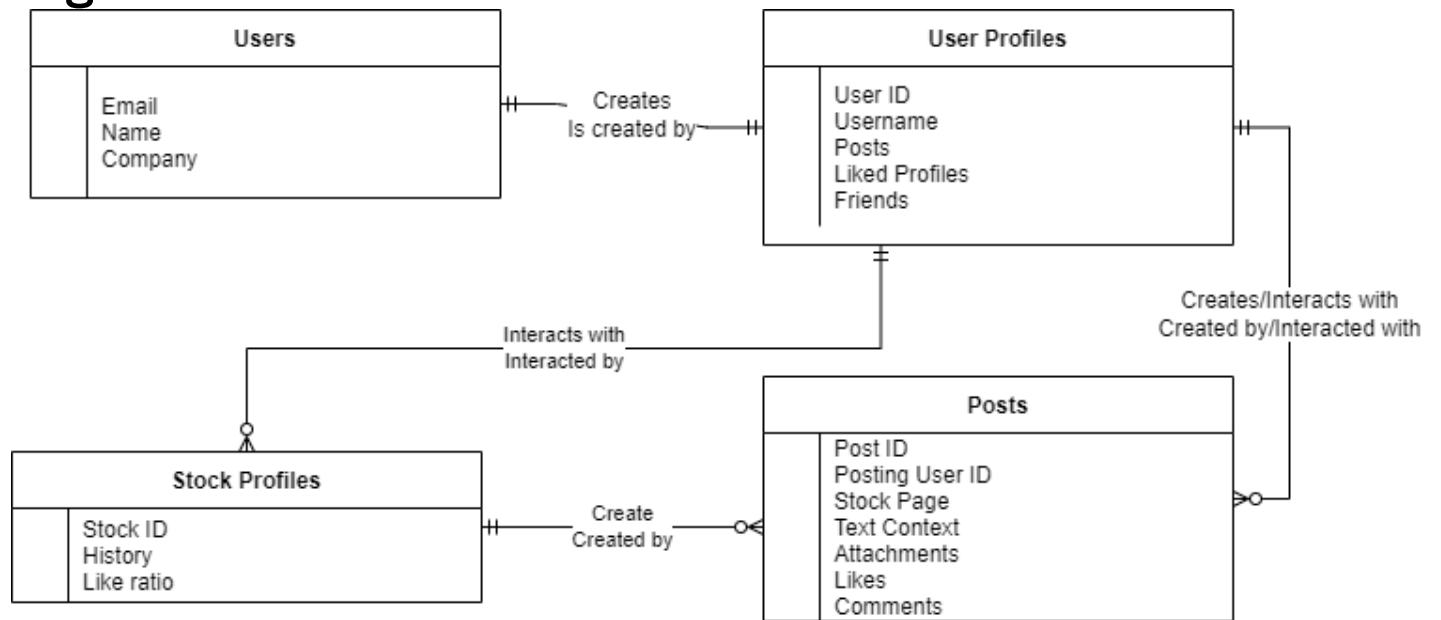 Users
Email
Name
Company
Creates
Is created by
User Profiles
User ID
Username
Posts
Liked Profiles
Friends
Creates/Interacts with
Created by/Interacted with
Interacts with
Interacted by
Stock Profiles
Stock ID
History
Like ratio
Create
Created by
Posts
Post ID
Posting User ID
Stock Page
Text Context
Attachments
Likes
Comments